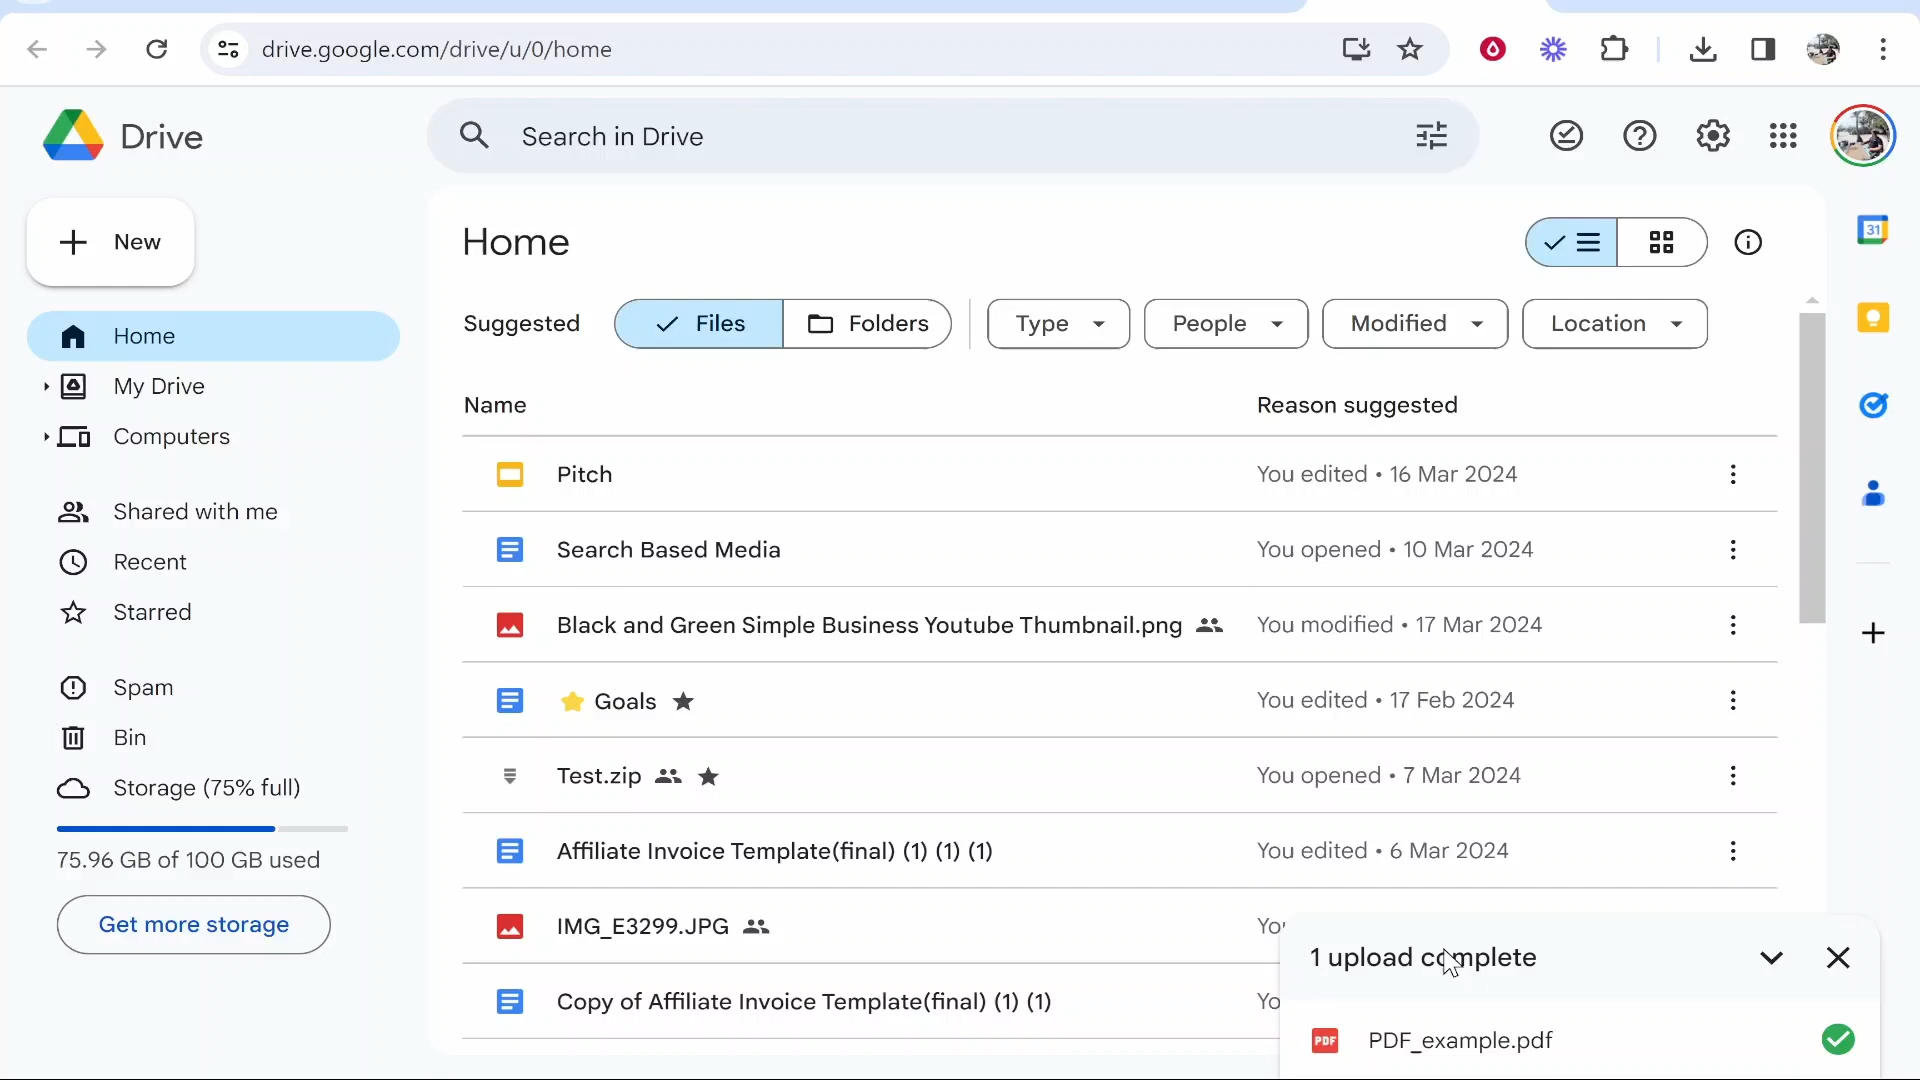 drive.google.com/drive/u/0/home
Drive
Search in Drive
New
Home
My Drive
Computers
Shared with me
Recent
Starred
Spam
Bin
Storage (75% full)
75.96 GB of 100 GB used
Get more storage
Home
Suggested Files Folders Type People Modified Location
Name Reason suggested
Pitch You edited • 16 Mar 2024
Search Based Media You opened • 10 Mar 2024
Black and Green Simple Business Youtube Thumbnail.png You modified • 17 Mar 2024
Goals You edited • 17 Feb 2024
Test.zip You opened • 7 Mar 2024
Affiliate Invoice Template(final) (1) (1) (1) You edited • 6 Mar 2024
IMG_E3299.JPG You
Copy of Affiliate Invoice Template(final) (1) (1) Yo
1 upload complete
PDF PDF_example.pdf
31